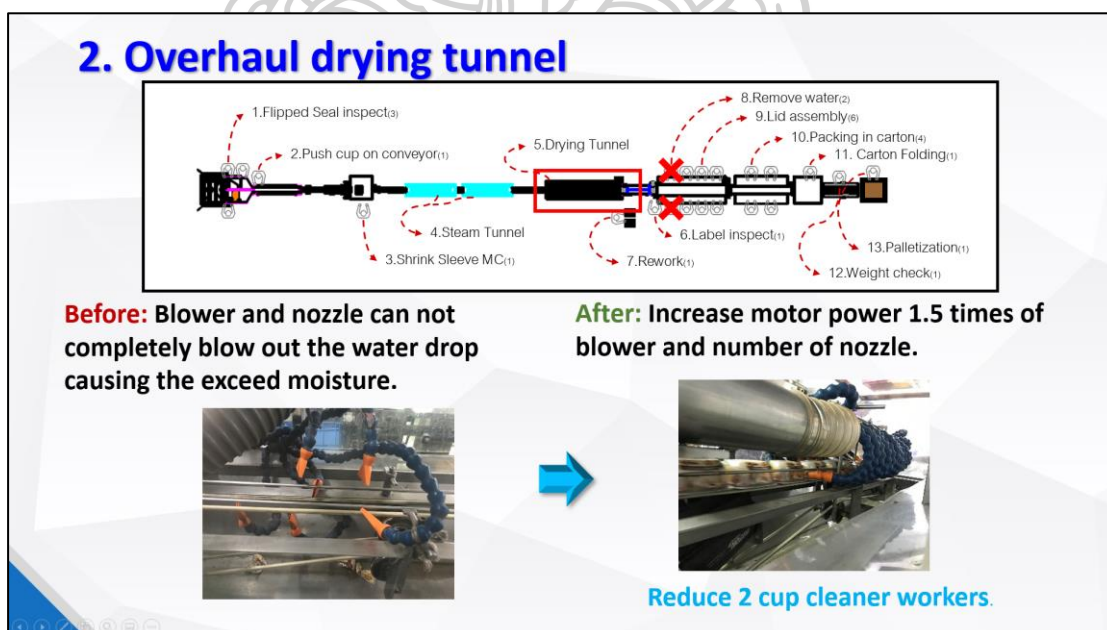 2. Overhaul drying tunnel
1.Flipped Seal inspect(3)
2.Push cup on conveyor(1)
3.Shrink Sleeve MC(1)
4.Steam Tunnel
5.Drying Tunnel
6.Label inspect(1)
7.Rework(1)
8.Remove water(2)
9.Lid assembly(6)
10.Packing in carton(4)
11. Carton Folding(1)
13.Palletization(1)
12.Weight check(1)
Before: Blower and nozzle can not
completely blow out the water drop
causing the exceed moisture.
After: Increase motor power 1.5 times of
blower and number of nozzle.
Reduce 2 cup cleaner workers.